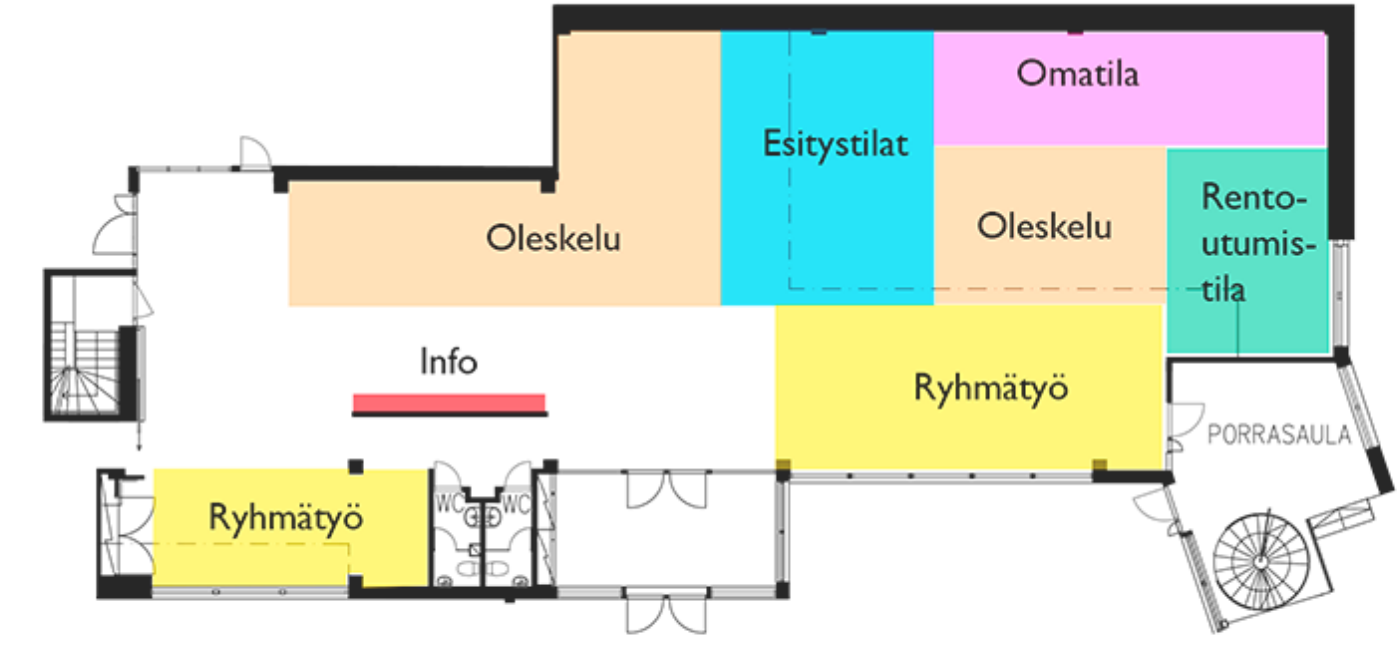 Omatila
Esitystilat
Oleskelu
Oleskelu
Rento-
utumis-
tila
Info
Ryhmätyö
PORRASAULA
Ryhmätyö
WC
WC